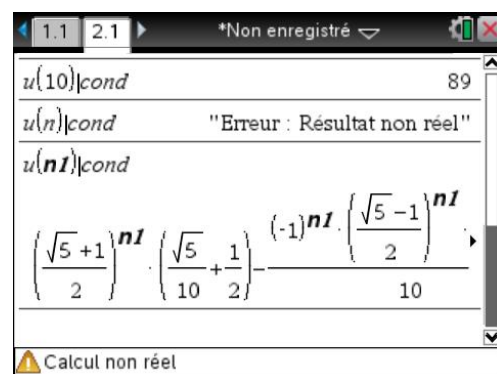 1.1 2.1 *Non enregistré
u(10)|cond 89
u(n)|cond "Erreur : Résultat non réel"
u(n1)|cond
((√5+1)/2)^n1 · (√5/10+1/2) − ((-1)^n1 · ((√5−1)/2)^n1 ·)/10
Calcul non réel